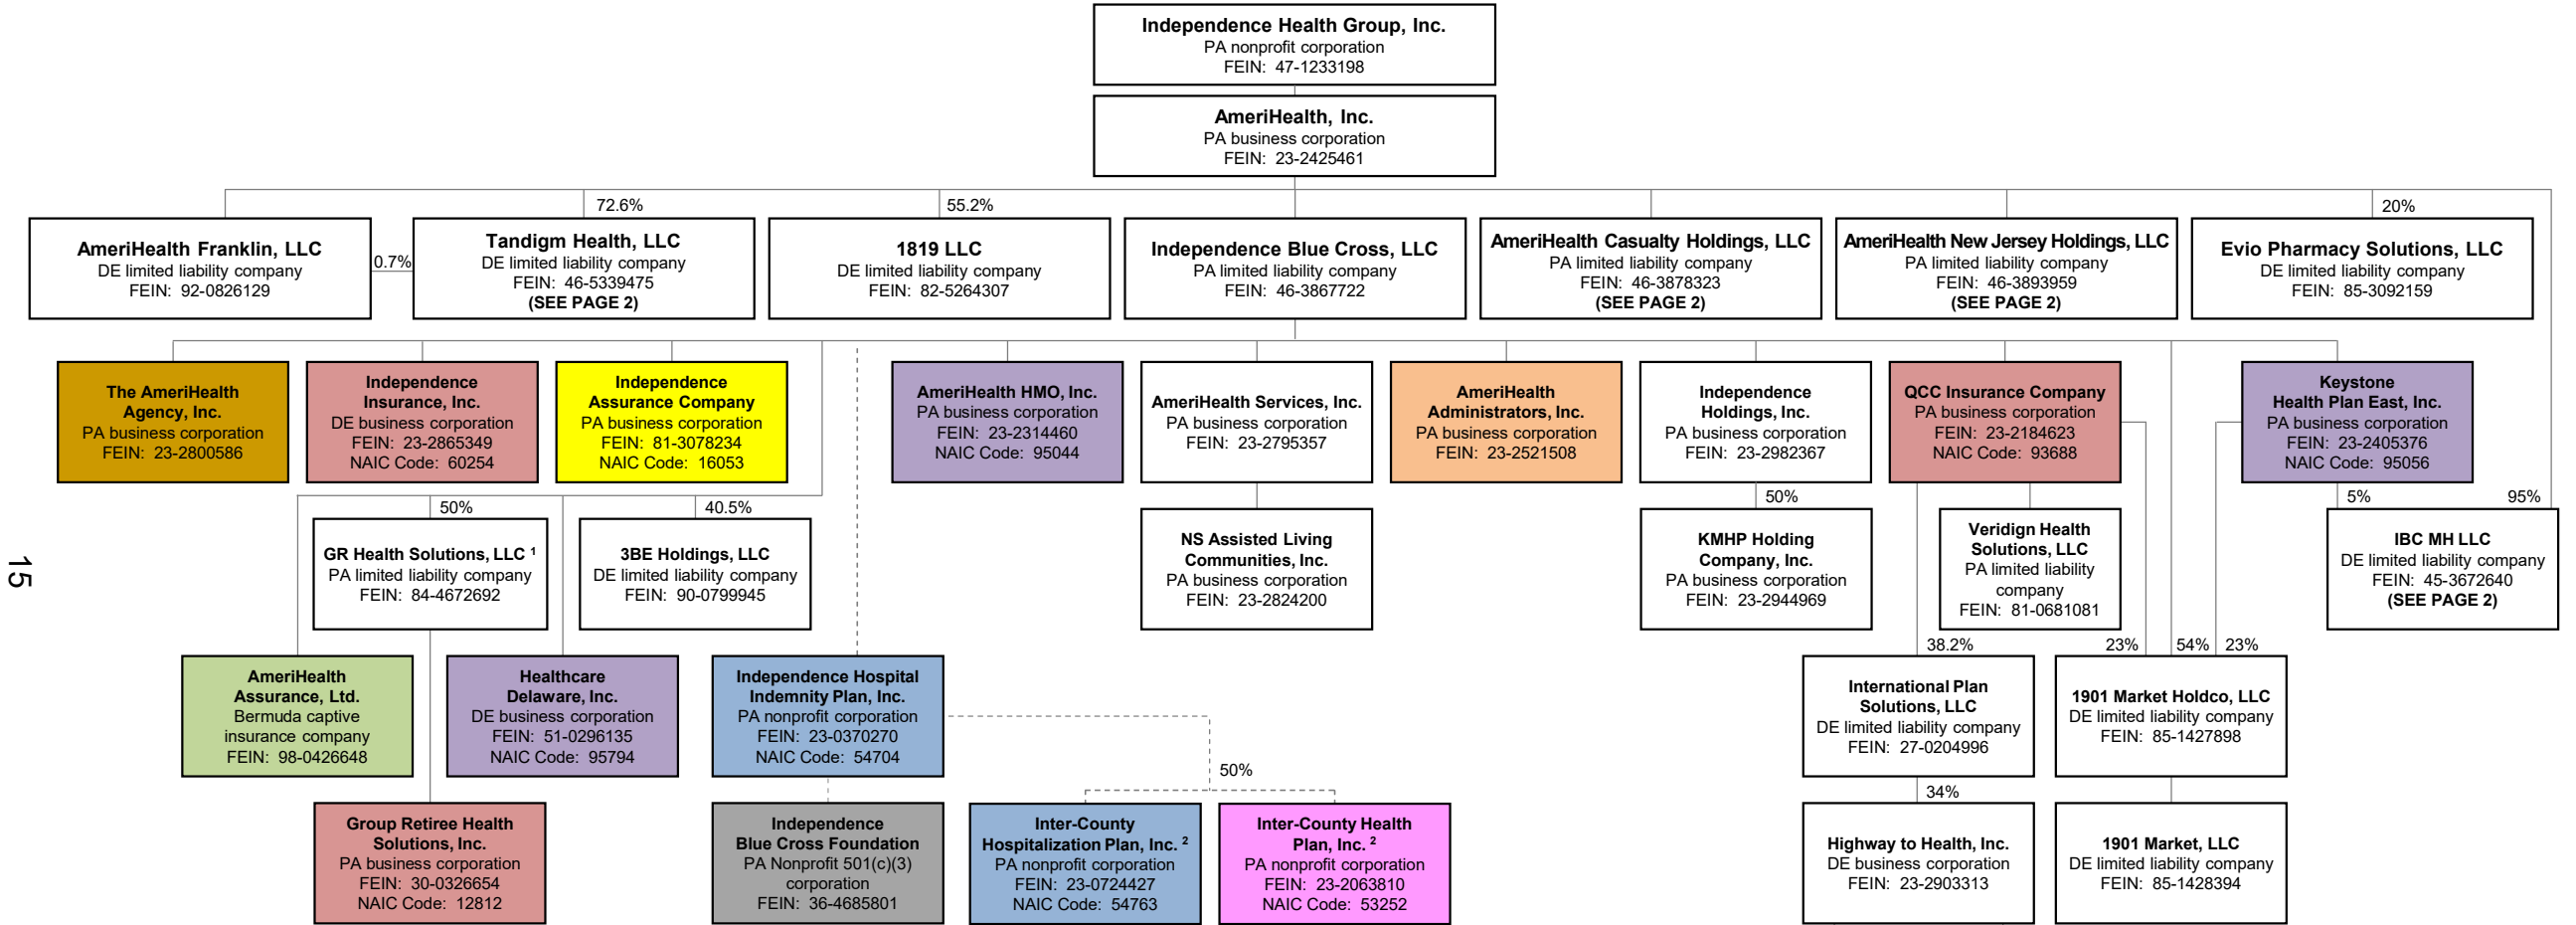 Independence Health Group, Inc.
PA nonprofit corporation
FEIN: 47-1233198
AmeriHealth, Inc.
PA business corporation
FEIN: 23-2425461
72.6%
55.2%
20%
AmeriHealth Franklin, LLC
DE limited liability company
FEIN: 92-0826129
0.7%
Tandigm Health, LLC
DE limited liability company
FEIN: 46-5339475
(SEE PAGE 2)
1819 LLC
DE limited liability company
FEIN: 82-5264307
Independence Blue Cross, LLC
PA limited liability company
FEIN: 46-3867722
AmeriHealth Casualty Holdings, LLC
PA limited liability company
FEIN: 46-3878323
(SEE PAGE 2)
AmeriHealth New Jersey Holdings, LLC
PA limited liability company
FEIN: 46-3893959
(SEE PAGE 2)
Evio Pharmacy Solutions, LLC
DE limited liability company
FEIN: 85-3092159
The AmeriHealth
Agency, Inc.
PA business corporation
FEIN: 23-2800586
Independence
Insurance, Inc.
DE business corporation
FEIN: 23-2865349
NAIC Code: 60254
Independence
Assurance Company
PA business corporation
FEIN: 81-3078234
NAIC Code: 16053
AmeriHealth HMO, Inc.
PA business corporation
FEIN: 23-2314460
NAIC Code: 95044
AmeriHealth Services, Inc.
PA business corporation
FEIN: 23-2795357
AmeriHealth
Administrators, Inc.
PA business corporation
FEIN: 23-2521508
Independence
Holdings, Inc.
PA business corporation
FEIN: 23-2982367
QCC Insurance Company
PA business corporation
FEIN: 23-2184623
NAIC Code: 93688
Keystone
Health Plan East, Inc.
PA business corporation
FEIN: 23-2405376
NAIC Code: 95056
50%
40.5%
50%
5%
95%
GR Health Solutions, LLC ¹
PA limited liability company
FEIN: 84-4672692
3BE Holdings, LLC
DE limited liability company
FEIN: 90-0799945
NS Assisted Living
Communities, Inc.
PA business corporation
FEIN: 23-2824200
KMHP Holding
Company, Inc.
PA business corporation
FEIN: 23-2944969
Veridign Health
Solutions, LLC
PA limited liability
company
FEIN: 81-0681081
IBC MH LLC
DE limited liability company
FEIN: 45-3672640
(SEE PAGE 2)
15
38.2%
23%
54%
23%
AmeriHealth
Assurance, Ltd.
Bermuda captive
insurance company
FEIN: 98-0426648
Healthcare
Delaware, Inc.
DE business corporation
FEIN: 51-0296135
NAIC Code: 95794
Independence Hospital
Indemnity Plan, Inc.
PA nonprofit corporation
FEIN: 23-0370270
NAIC Code: 54704
International Plan
Solutions, LLC
DE limited liability company
FEIN: 27-0204996
1901 Market Holdco, LLC
DE limited liability company
FEIN: 85-1427898
50%
34%
Group Retiree Health
Solutions, Inc.
PA business corporation
FEIN: 30-0326654
NAIC Code: 12812
Independence
Blue Cross Foundation
PA Nonprofit 501(c)(3)
corporation
FEIN: 36-4685801
Inter-County
Hospitalization Plan, Inc. ²
PA nonprofit corporation
FEIN: 23-0724427
NAIC Code: 54763
Inter-County Health
Plan, Inc. ²
PA nonprofit corporation
FEIN: 23-2063810
NAIC Code: 53252
Highway to Health, Inc.
DE business corporation
FEIN: 23-2903313
1901 Market, LLC
DE limited liability company
FEIN: 85-1428394